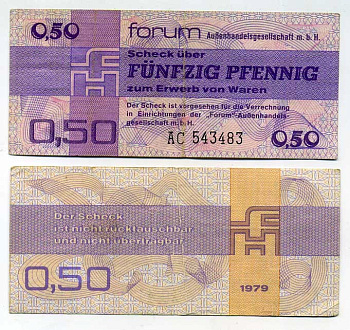 0,50 forum Außenhandelsgesellschaft m. b. H.
Scheck über
FÜNFZIG PFENNIG
zum Erwerb von Waren
Der Scheck ist vorgesehen für die Verrechnung
in Einrichtungen der „Forum"-Außenhandels-
gesellschaft m. b. H.
0,50 AC 543483 0,50
Der Scheck
ist nicht rücktauschbar
und nicht übertragbar
0,50 1979